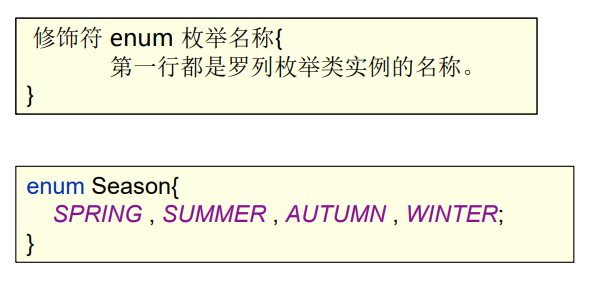 修饰符 enum 枚举名称{
第一行都是罗列枚举类实例的名称。
}
enum Season{
SPRING , SUMMER , AUTUMN , WINTER;
}